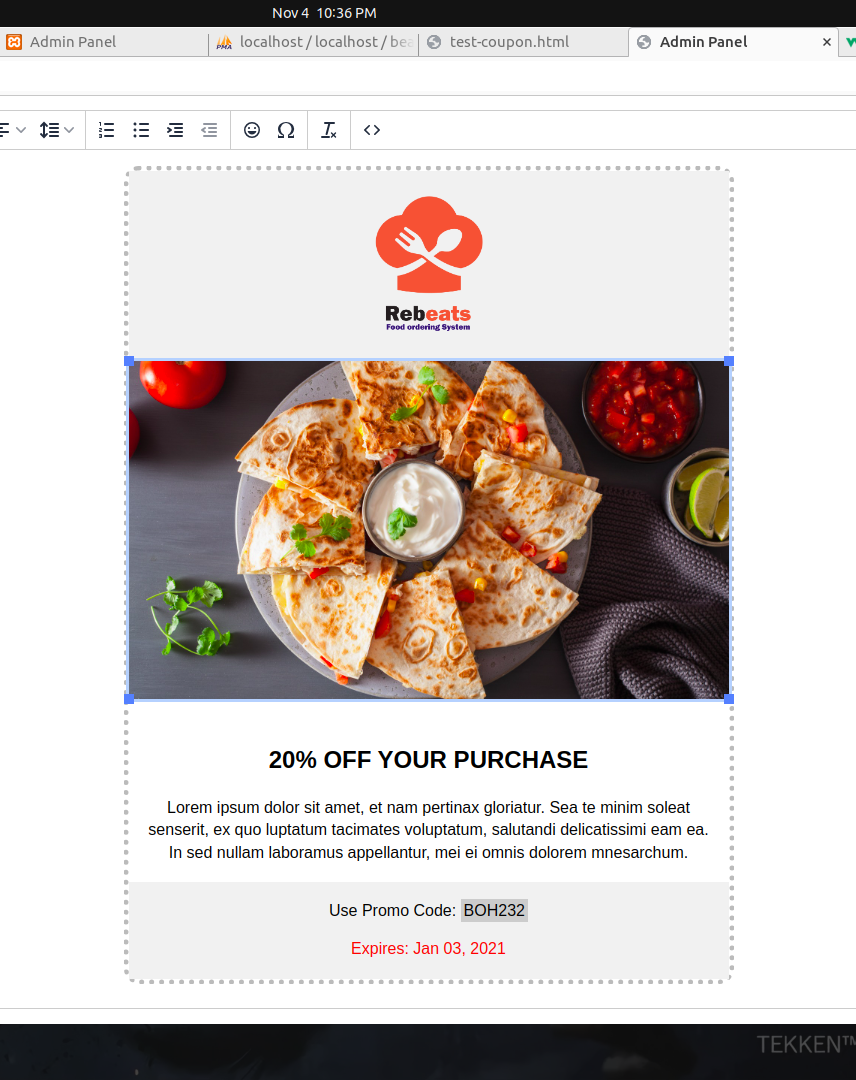 Nov 4 10:36 PM
Admin Panel
localhost / localhost / bea
test-coupon.html
Admin Panel
Rebeats
Food ordering System
20% OFF YOUR PURCHASE
Lorem ipsum dolor sit amet, et nam pertinax gloriatur. Sea te minim soleat
senserit, ex quo luptatum tacimates voluptatum, salutandi delicatissimi eam ea.
In sed nullam laboramus appellantur, mei ei omnis dolorem mnesarchum.
Use Promo Code: BOH232
Expires: Jan 03, 2021
TEKKEN™